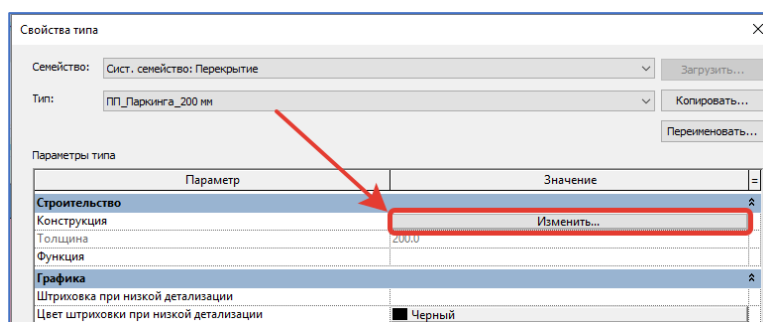 Свойства типа
Семейство: Сист. семейство: Перекрытие Загрузить...
Тип: ПП_Паркинга_200 мм Копировать...
Переименовать...
Параметры типа
Параметр Значение =
Строительство
Конструкция Изменить...
Толщина 200.0
Функция
Графика
Штриховка при низкой детализации
Цвет штриховки при низкой детализации Черный